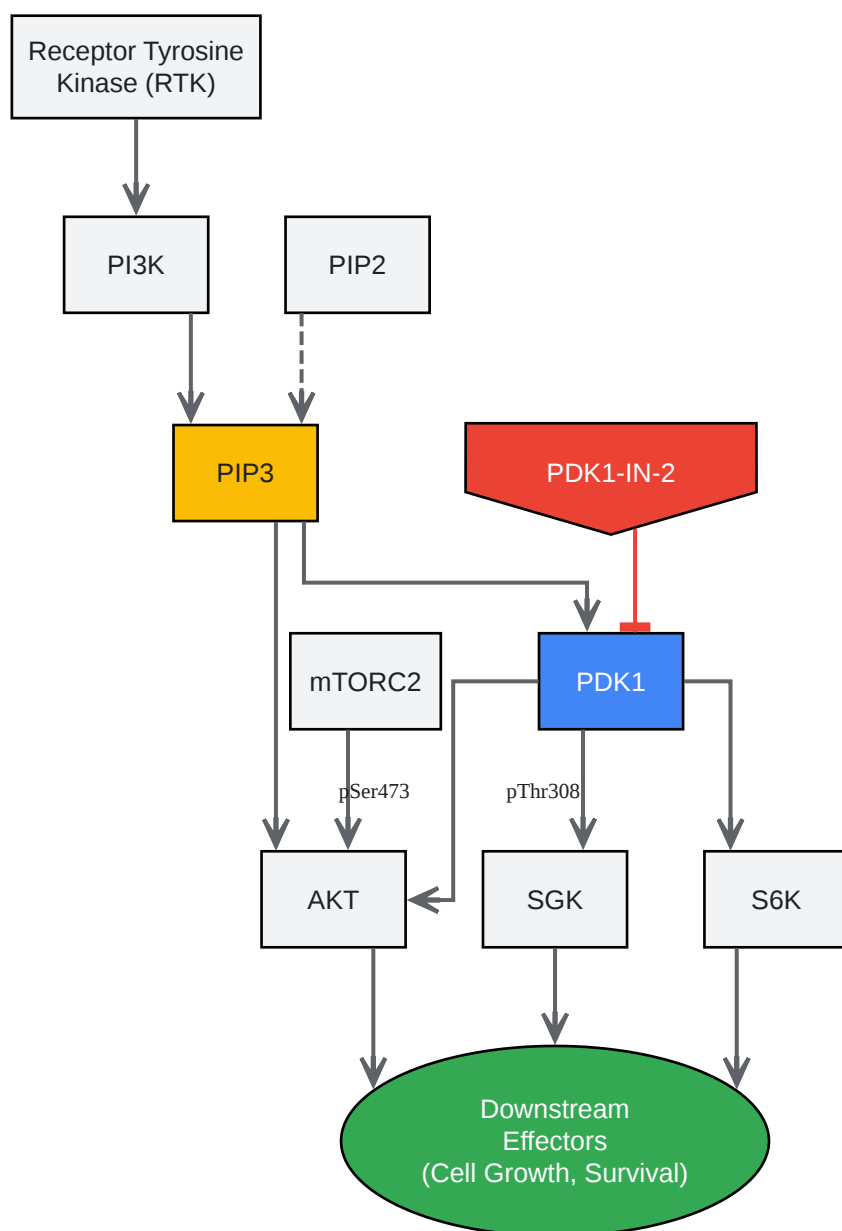 Receptor Tyrosine
Kinase (RTK)
PI3K
PIP2
PIP3
PDK1-IN-2
mTORC2
PDK1
pSer473
pThr308
AKT
SGK
S6K
Downstream
Effectors
(Cell Growth, Survival)